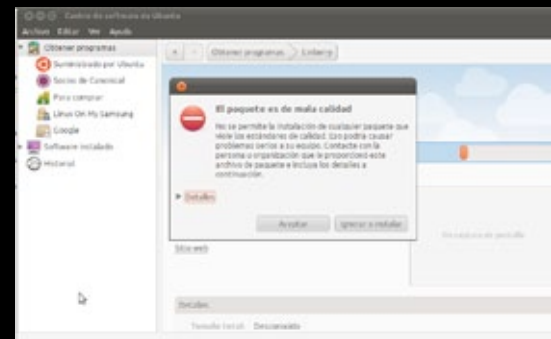 Centro de software de Ubuntu
Archivo Editar Ver Ayuda
Obtener programas
Suministrado por Ubuntu
Socios de Canonical
Para comprar
Linux On My Samsung
Google
Software instalado
Historial
Obtener programas
El paquete es de mala calidad
No se permite la instalación de cualquier paquete que
viole los estándares de calidad. Esto podría causar
problemas serios a su equipo. Contacte con la
persona u organización que le proporcionó este
archivo de paquete e incluya los detalles a
continuación.
Detalles
Aceptar
Ignorar e instalar
Sitio web
Detalles
Tamaño total: Desconocido